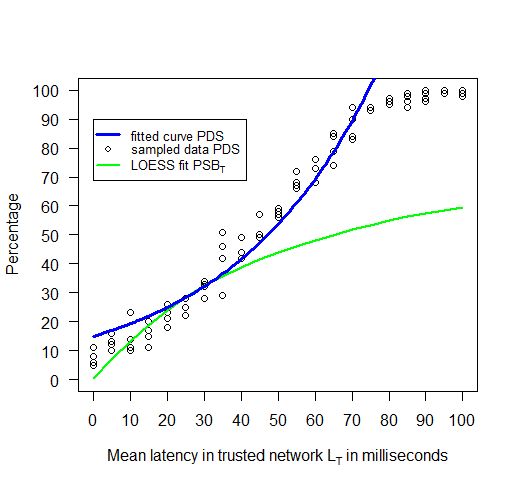 100
90
80
70
60
50
40
30
20
10
0
Percentage
fitted curve PDS
sampled data PDS
LOESS fit PSB_T
0 10 20 30 40 50 60 70 80 90 100
Mean latency in trusted network L_T in milliseconds